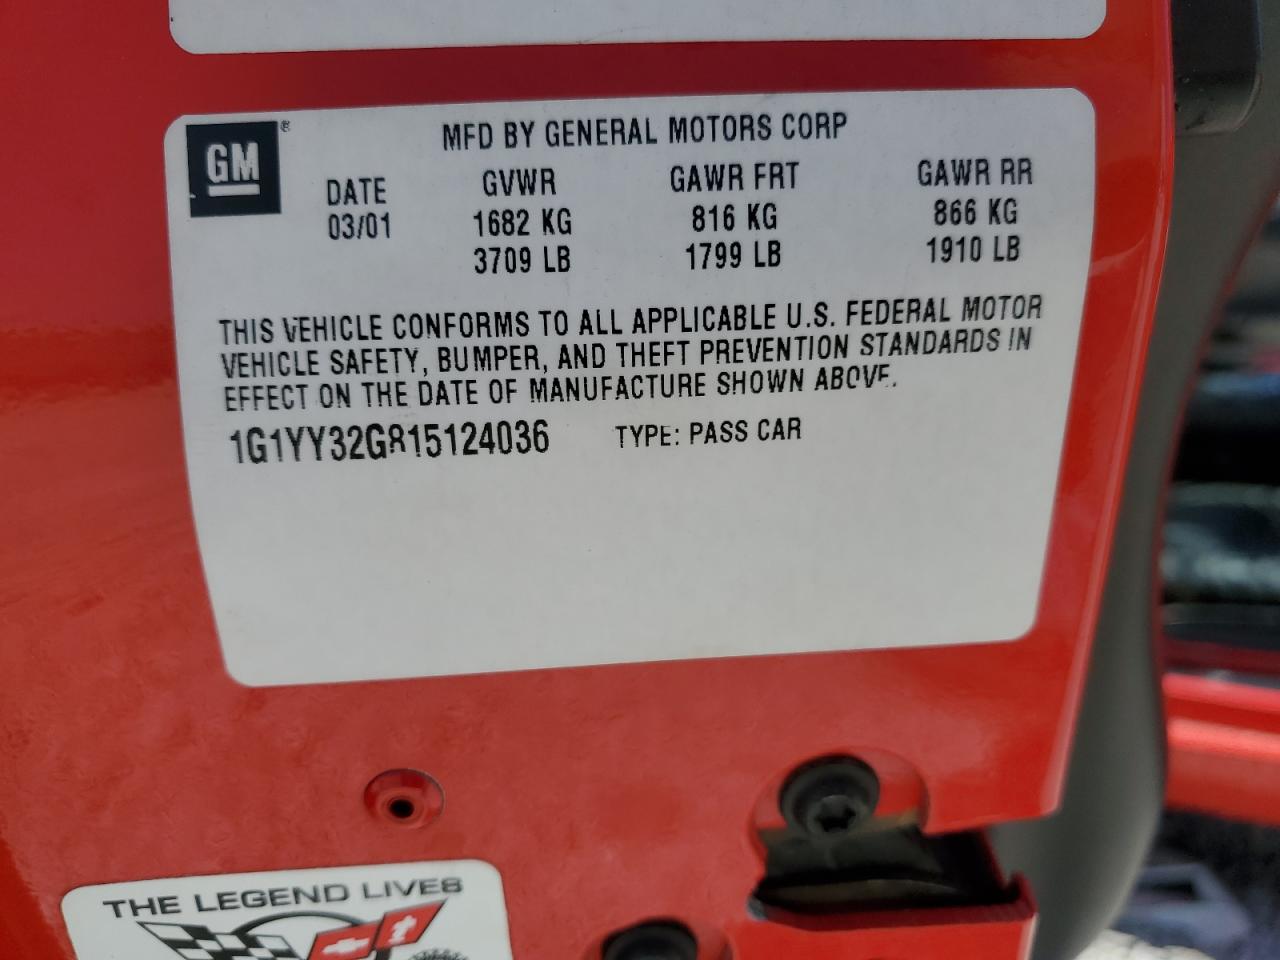 GM®
MFD BY GENERAL MOTORS CORP
DATE GVWR GAWR FRT GAWR RR
03/01 1682 KG 816 KG 866 KG
3709 LB 1799 LB 1910 LB
THIS VEHICLE CONFORMS TO ALL APPLICABLE U.S. FEDERAL MOTOR
VEHICLE SAFETY, BUMPER, AND THEFT PREVENTION STANDARDS IN
EFFECT ON THE DATE OF MANUFACTURE SHOWN ABOVE.
1G1YY32G815124036 TYPE: PASS CAR
THE LEGEND LIVES